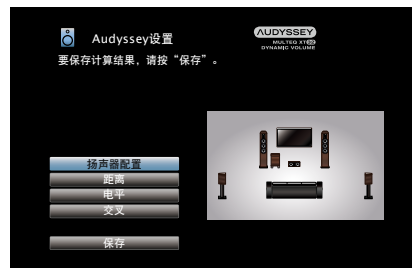 Audyssey设置
AUDYSSEY
MULTEQ XT32
DYNAMIC VOLUME
要保存计算结果，请按“保存”。
扬声器配置
距离
电平
交叉
保存